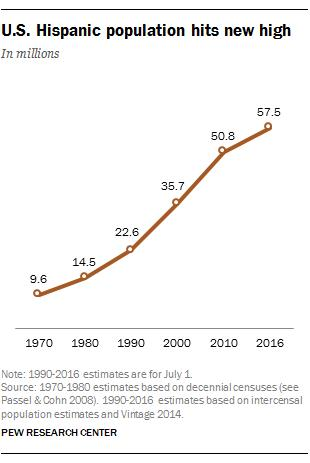 U.S. Hispanic population hits new high
In millions
57.5
50.8
35.7
22.6
14.5
9.6
1970 1980 1990 2000 2010 2016
Note: 1990-2016 estimates are for July 1.
Source: 1970-1980 estimates based on decennial censuses (see
Passel & Cohn 2008). 1990-2016 estimates based on intercensal
population estimates and Vintage 2014.
PEW RESEARCH CENTER